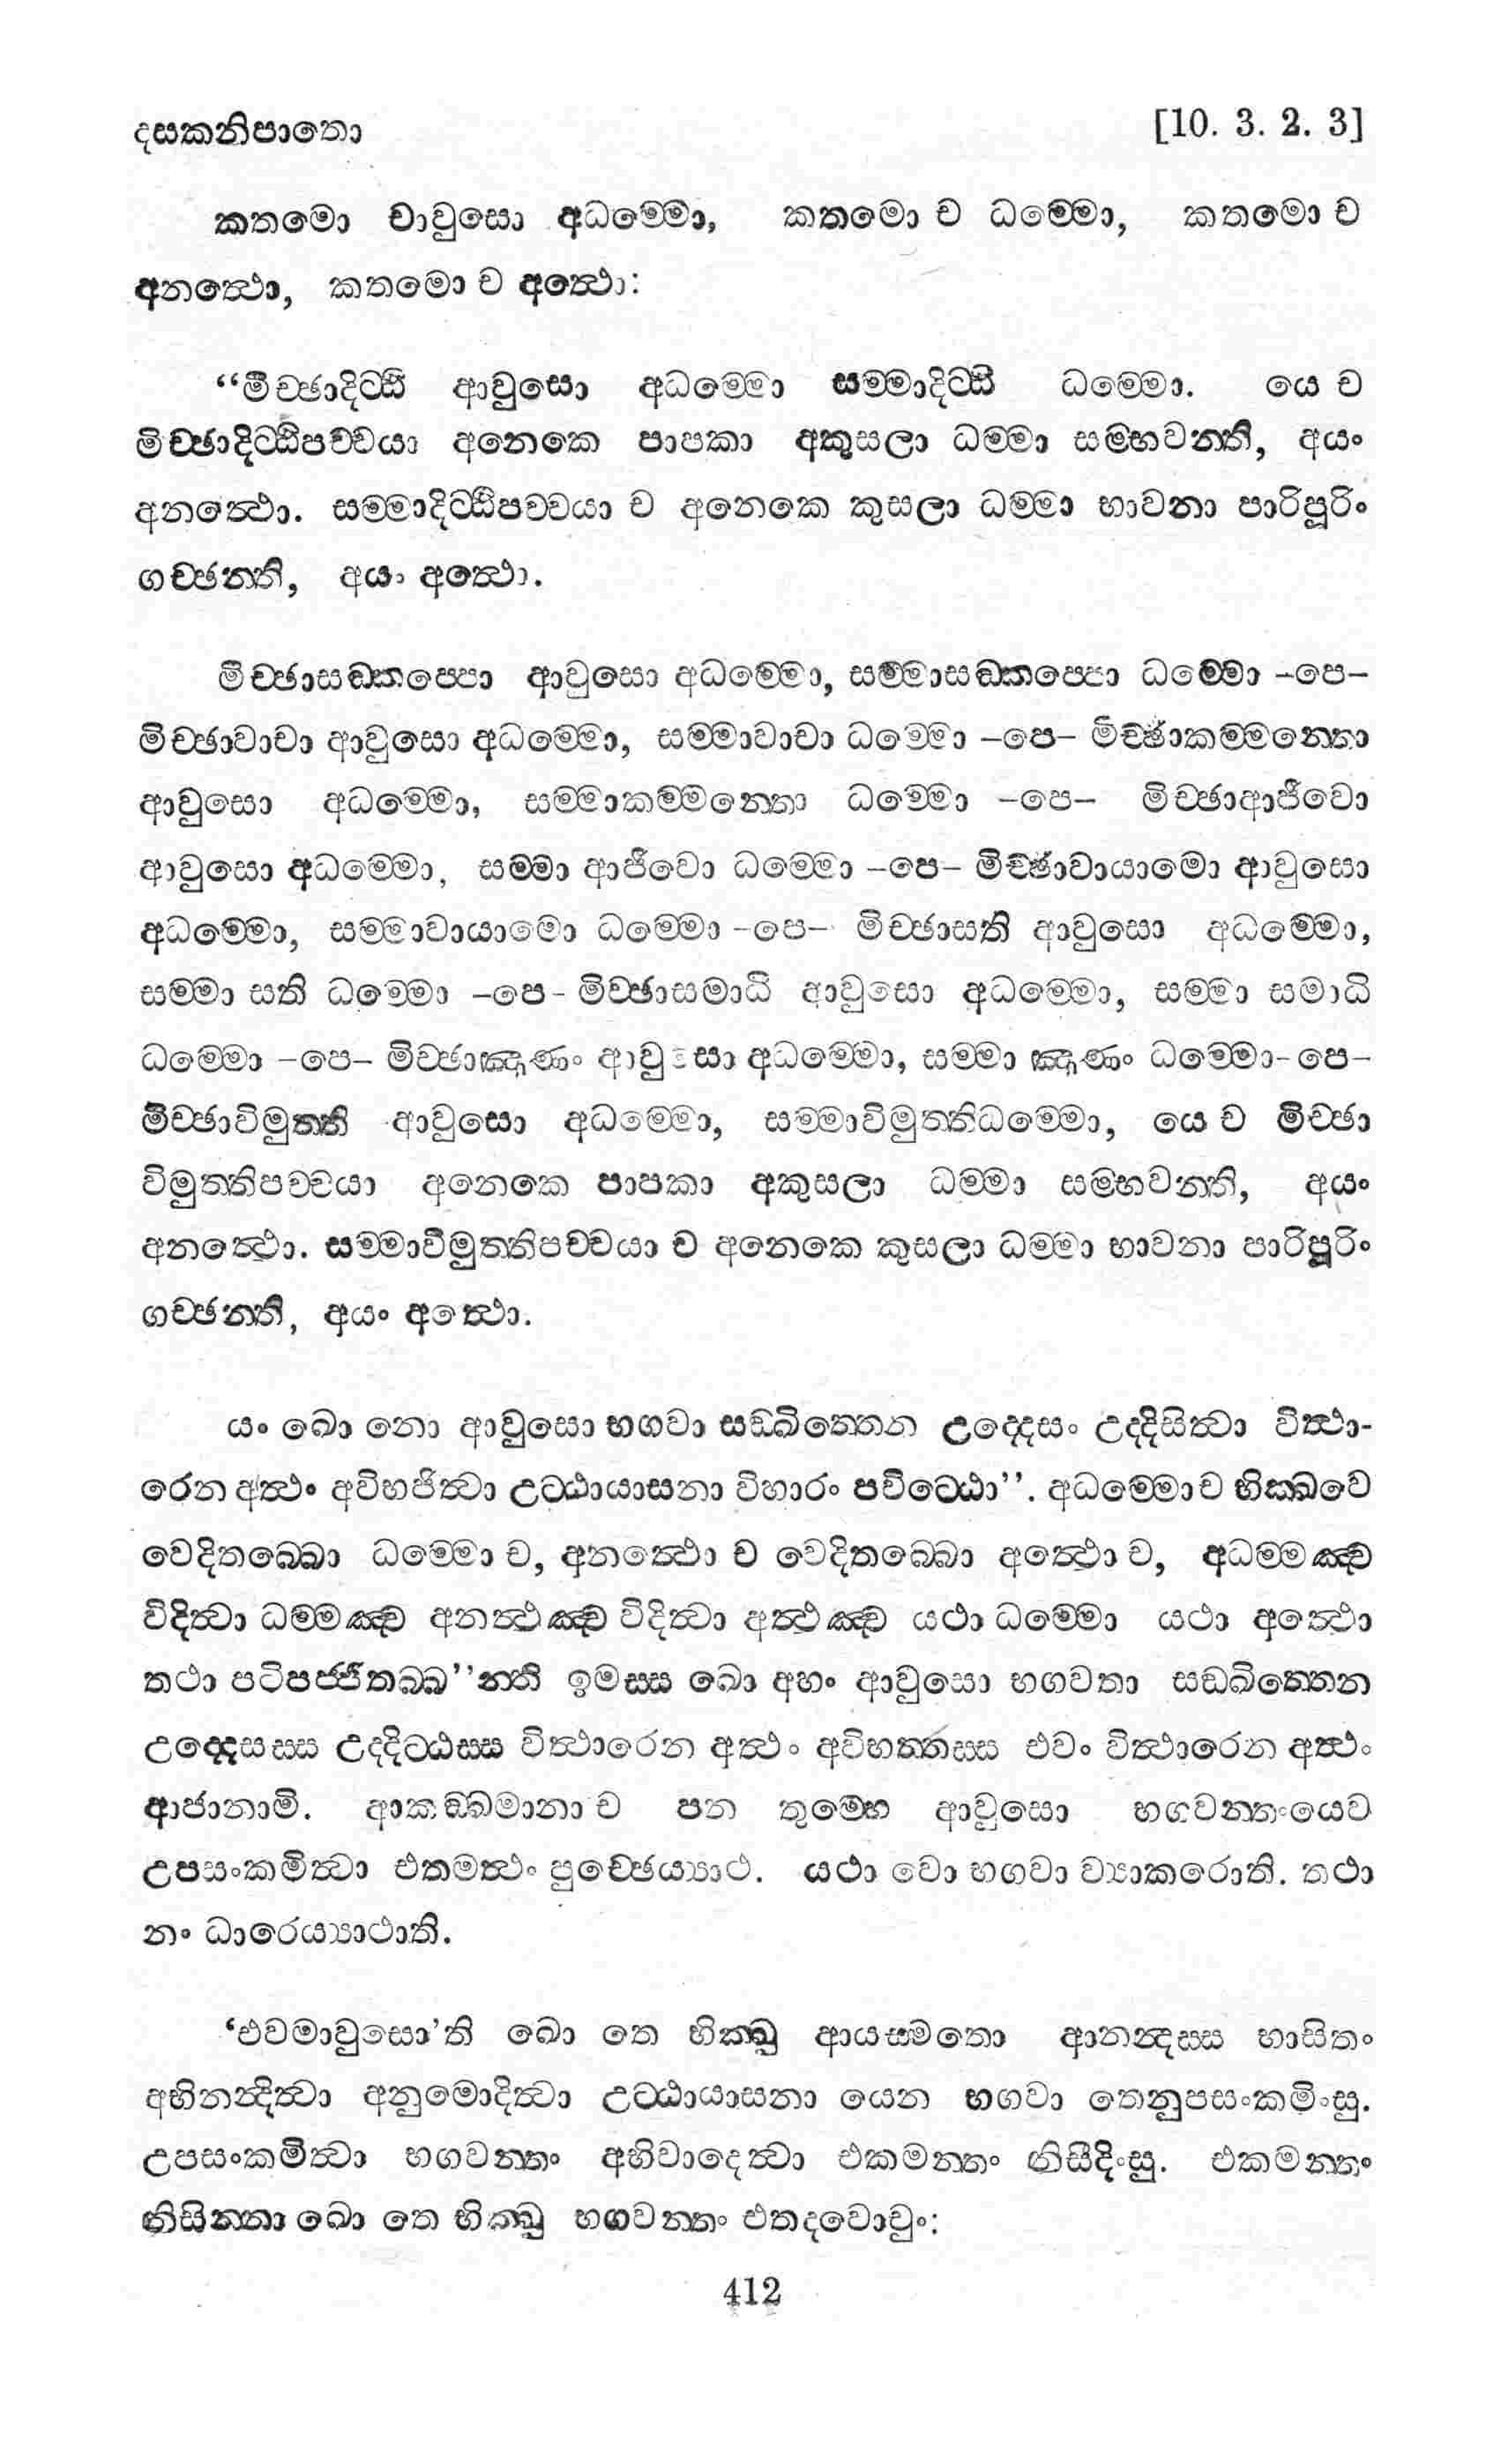 දසකනිපාතො [10. 3. 2. 3]
කතමො චාවුසො අධම්මො, කතමො ච ධම්මො, කතමො ච
අනත්‍ථො, කතමො ච අත්‍ථො:
“මිච්ඡාදිට්ඨි ආවුසො අධම්මො සම්මාදිට්ඨි ධම්මො. යෙ ච
මිච්ඡාදිට්ඨිපච්චයා අනෙකෙ පාපකා අකුසලා ධම්මා සම්භවන්ති, අයං
අනත්‍ථො. සම්මාදිට්ඨිපච්චයා ච අනෙකෙ කුසලා ධම්මා භාවනා පාරිපූරිං
ගච්ඡන්ති, අයං අත්‍ථො.
මිච්ඡාසඞ්කප්පො ආවුසො අධම්මො, සම්මාසඞ්කප්පො ධම්මො -පෙ-
මිච්ඡාවාචා ආවුසො අධම්මො, සම්මාවාචා ධම්මො -පෙ- මිච්ඡාකම්මන්තො
ආවුසො අධම්මො, සම්මාකම්මන්තො ධම්මො -පෙ- මිච්ඡාආජීවො
ආවුසො අධම්මො, සම්මා ආජීවො ධම්මො -පෙ- මිච්ඡාවායාමො ආවුසො
අධම්මො, සම්මාවායාමො ධම්මො -පෙ- මිච්ඡාසති ආවුසො අධම්මො,
සම්මා සති ධම්මො -පෙ- මිච්ඡාසමාධි ආවුසො අධම්මො, සම්මා සමාධි
ධම්මො -පෙ- මිච්ඡාඤාණං ආවුසො අධම්මො, සම්මා ඤාණං ධම්මො-පෙ-
මිච්ඡාවිමුත්ති ආවුසො අධම්මො, සම්මාවිමුත්තිධම්මො, යෙ ච මිච්ඡා
විමුත්තිපච්චයා අනෙකෙ පාපකා අකුසලා ධම්මා සම්භවන්ති, අයං
අනත්‍ථො. සම්මාවිමුත්තිපච්චයා ච අනෙකෙ කුසලා ධම්මා භාවනා පාරිපූරිං
ගච්ඡන්ති, අයං අත්‍ථො.
යං ඛො නො ආවුසො භගවා සඞ්ඛිත්තෙන උද්දෙසං උද්දිසිත්‍වා විත්‍ථා-
රෙන අත්‍ථං අවිභජිත්‍වා උට්ඨායාසනා විහාරං පවිට්ඨො’’. අධම්මොච භික්ඛවෙ
වෙදිතබ්බො ධම්මො ච, අනත්‍ථො ච වෙදිතබ්බො අත්‍ථො ච, අධම්මඤ්ච
විදිත්‍වා ධම්මඤ්ච අනත්‍ථඤ්ච විදිත්‍වා අත්‍ථඤ්ච යථා ධම්මො යථා අත්‍ථො
තථා පටිපජ්ජිතබ්බ’’න්ති ඉමස්ස ඛො අහං ආවුසො භගවතා සඞ්ඛිත්තෙන
උද්දෙසස්ස උද්දිට්ඨස්ස විත්‍ථාරෙන අත්‍ථං අවිභත්තස්ස එවං විත්‍ථාරෙන අත්‍ථං
ආජානාමි. ආකඞ්ඛමානා ච පන තුම්හෙ ආවුසො භගවන්තංයෙව
උපසංකමිත්‍වා එතමත්‍ථං පුච්ඡෙය්‍යාථ. යථා වො භගවා ව්‍යාකරොති. තථා
නං ධාරෙය්‍යාථාති.
‘එවමාවුසො’ති ඛො තෙ භික්ඛූ ආයස්මතො ආනන්‍දස්ස භාසිතං
අභිනන්‍දිත්‍වා අනුමොදිත්‍වා උට්ඨායාසනා යෙන භගවා තෙනුපසංකමිංසු.
උපසංකමිත්‍වා භගවන්තං අභිවාදෙත්‍වා එකමන්තං නිසීදිංසු. එකමන්තං
නිසින්නා ඛො තෙ භික්ඛූ භගවන්තං එතදවොචුං:
412